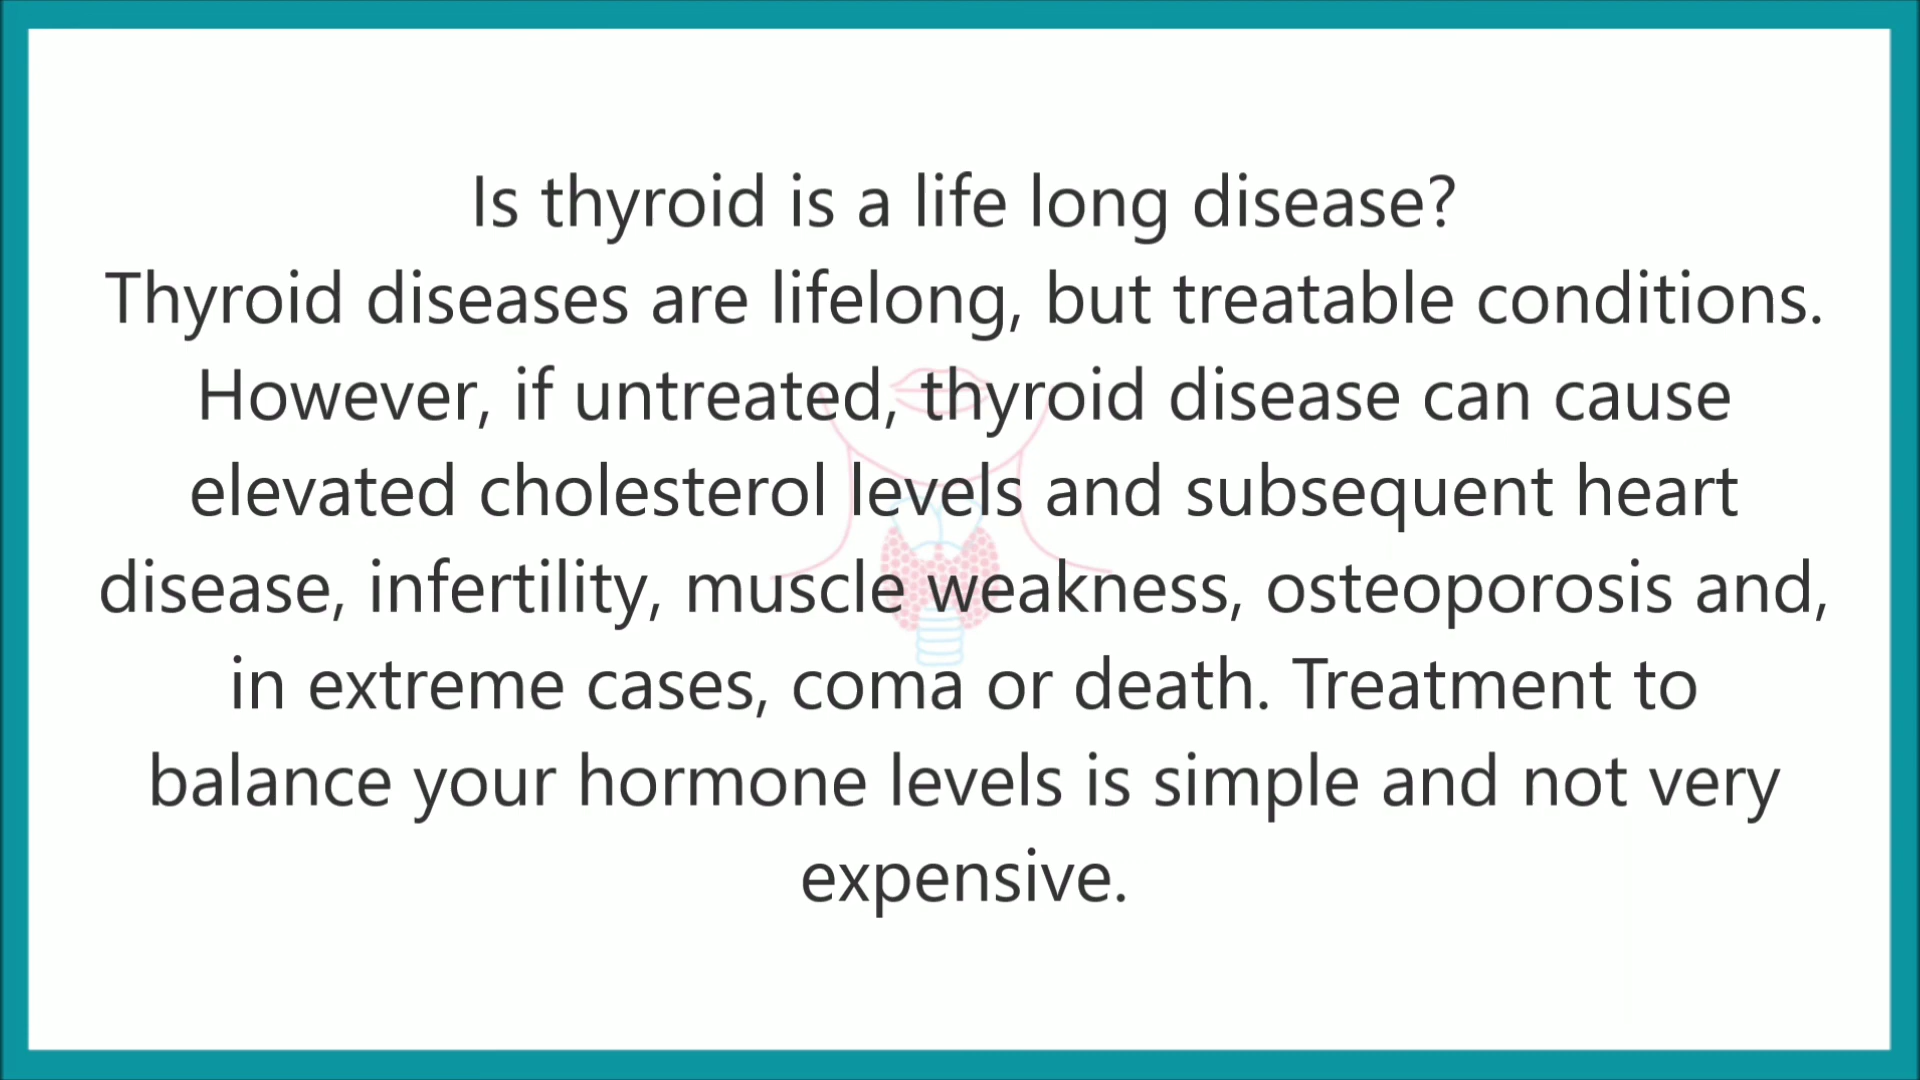 Is thyroid is a life long disease?
Thyroid diseases are lifelong, but treatable conditions.
However, if untreated, thyroid disease can cause
elevated cholesterol levels and subsequent heart
disease, infertility, muscle weakness, osteoporosis and,
in extreme cases, coma or death. Treatment to
balance your hormone levels is simple and not very
expensive.